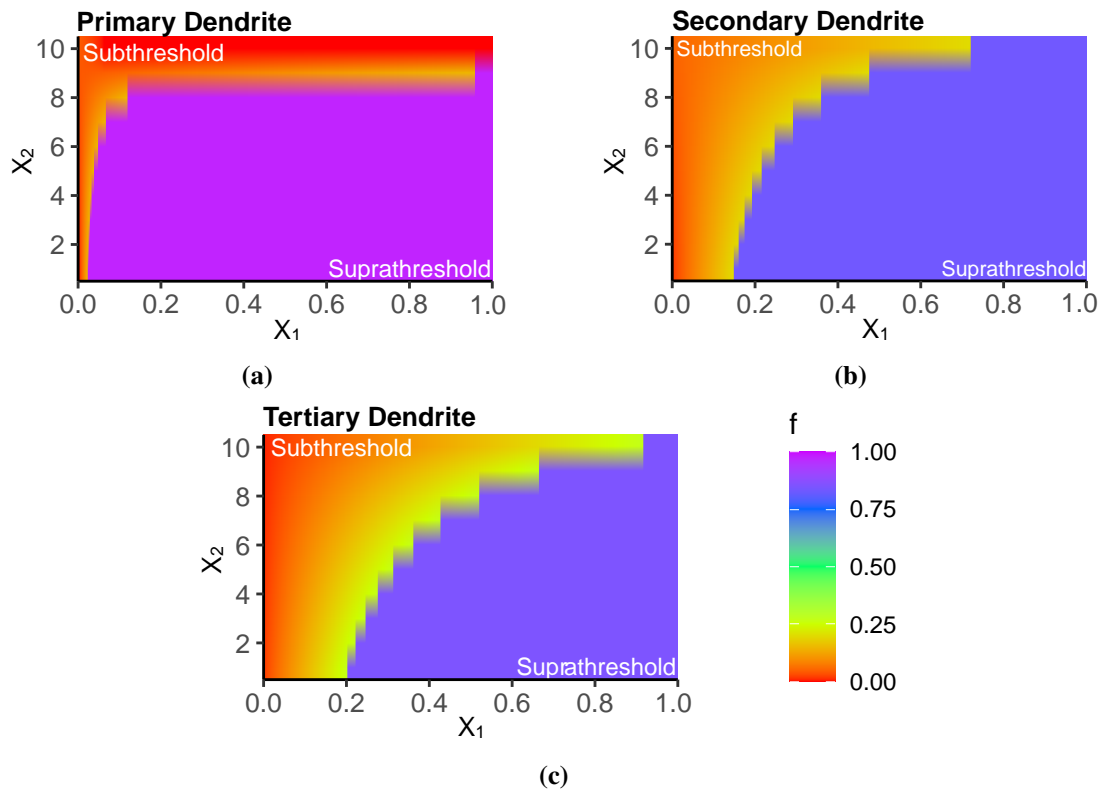 Primary Dendrite
Subthreshold
10
8
6
4
2
X₂
Suprathreshold
0.0 0.2 0.4 0.6 0.8 1.0
X₁
(a)
Secondary Dendrite
Subthreshold
10
8
6
4
2
X₂
Suprathreshold
0.0 0.2 0.4 0.6 0.8 1.0
X₁
(b)
Tertiary Dendrite
Subthreshold
10
8
6
4
2
X₂
Suprathreshold
0.0 0.2 0.4 0.6 0.8 1.0
X₁
f
1.00
0.75
0.50
0.25
0.00
(c)